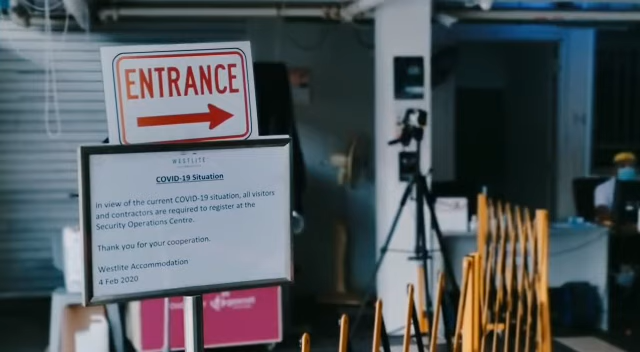 ENTRANCE
WESTLITE
COVID-19 Situation
In view of the current COVID-19 situation, all visitors
and contractors are required to register at the
Security Operations Centre.
Thank you for your cooperation.
Westlite Accommodation
4 Feb 2020